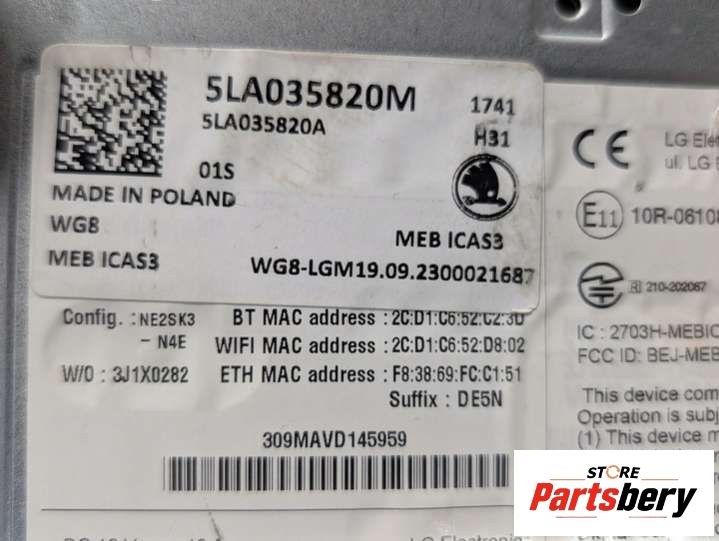 5LA035820M
1741
5LA035820A
H31
01S
MADE IN POLAND
WG8
MEB ICAS3
MEB ICAS3
WG8-LGM19.09.2300021687
CE
LG Ele
ul. LG
E11 10R-06108
R 210-202067
IC : 2703H-MEBIC
FCC ID: BEJ-MEB
This device com
Operation is subj
(1) This device m
Config. : NE2SK3
- N4E
W/O : 3J1X0282
BT MAC address : 2C:D1:C6:52:C2:3D
WIFI MAC address : 2C:D1:C6:52:D8:02
ETH MAC address : F8:38:69:FC:C1:51
Suffix : DE5N
309MAVD145959
STORE
Partsbery